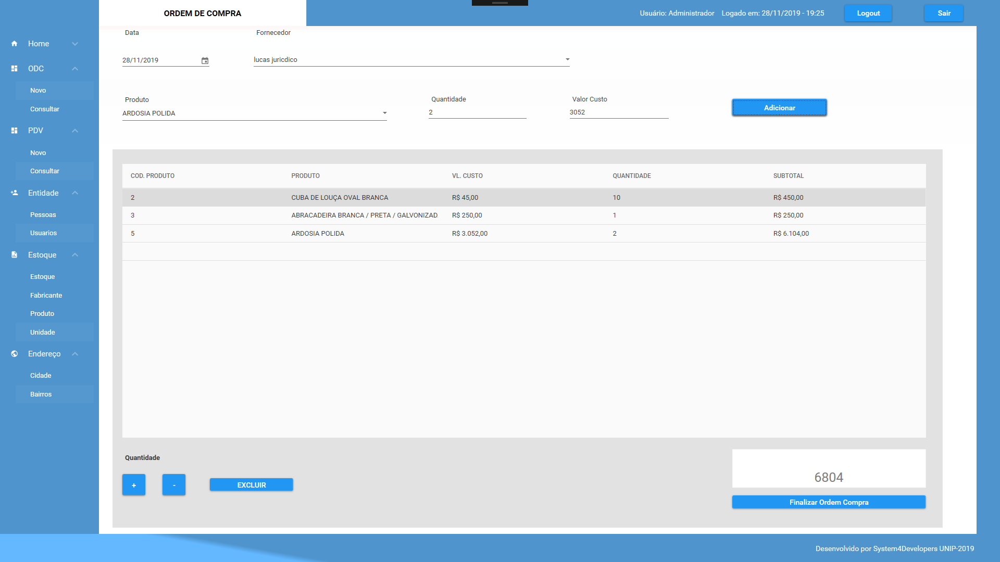 ORDEM DE COMPRA
Usuário: Administrador Logado em: 28/11/2019 - 19:25
Logout
Sair
Home
ODC
Novo
Consultar
PDV
Novo
Consultar
Entidade
Pessoas
Usuarios
Estoque
Estoque
Fabricante
Produto
Unidade
Endereço
Cidade
Bairros
Data Fornecedor
28/11/2019 lucas juricdico
Produto Quantidade Valor Custo
ARDOSIA POLIDA 2 3052
Adicionar
COD. PRODUTO PRODUTO VL. CUSTO QUANTIDADE SUBTOTAL
2 CUBA DE LOUÇA OVAL BRANCA R$ 45,00 10 R$ 450,00
3 ABRACADEIRA BRANCA / PRETA / GALVONIZAD R$ 250,00 1 R$ 250,00
5 ARDOSIA POLIDA R$ 3.052,00 2 R$ 6.104,00
Quantidade
+ - EXCLUIR
6804
Finalizar Ordem Compra
Desenvolvido por System4Developers UNIP-2019